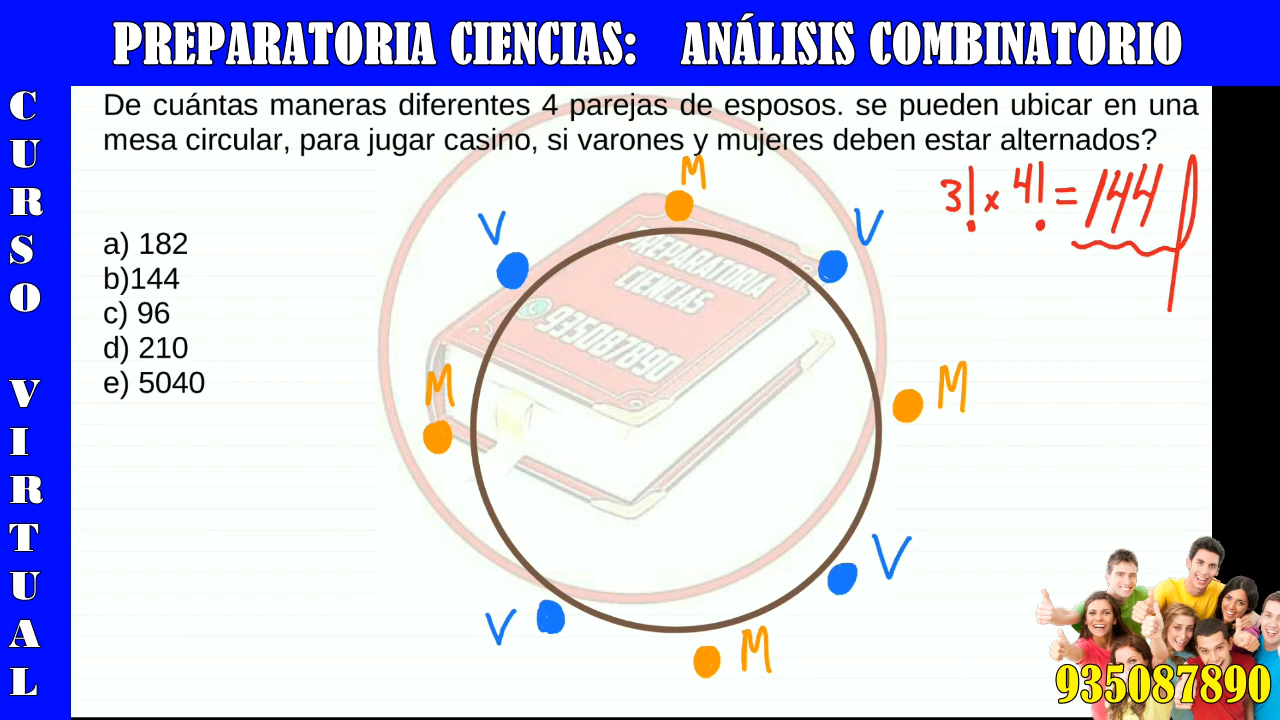 PREPARATORIA CIENCIAS: ANÁLISIS COMBINATORIO
CURSO VIRTUAL
De cuántas maneras diferentes 4 parejas de esposos. se pueden ubicar en una
mesa circular, para jugar casino, si varones y mujeres deben estar alternados?
3! x 4! = 144
a) 182
b)144
c) 96
d) 210
e) 5040
M
V
V
M
M
V
V
M
PREPARATORIA
CIENCIAS
935087890
935087890